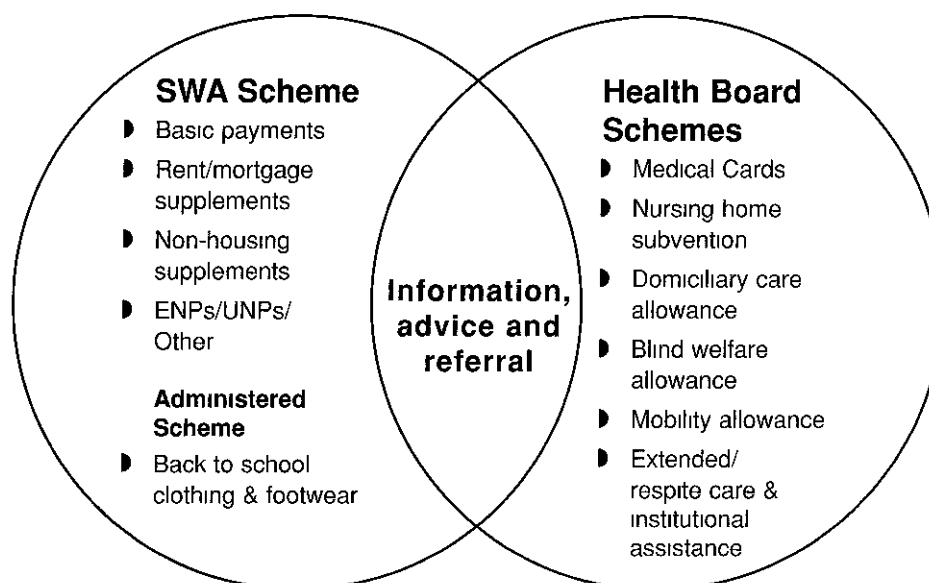 SWA Scheme
Basic payments
Rent/mortgage
supplements
Non-housing
supplements
ENPs/UNPs/
Other
Administered
Scheme
Back to school
clothing & footwear
Information,
advice and
referral
Health Board
Schemes
Medical Cards
Nursing home
subvention
Domiciliary care
allowance
Blind welfare
allowance
Mobility allowance
Extended/
respite care &
institutional
assistance